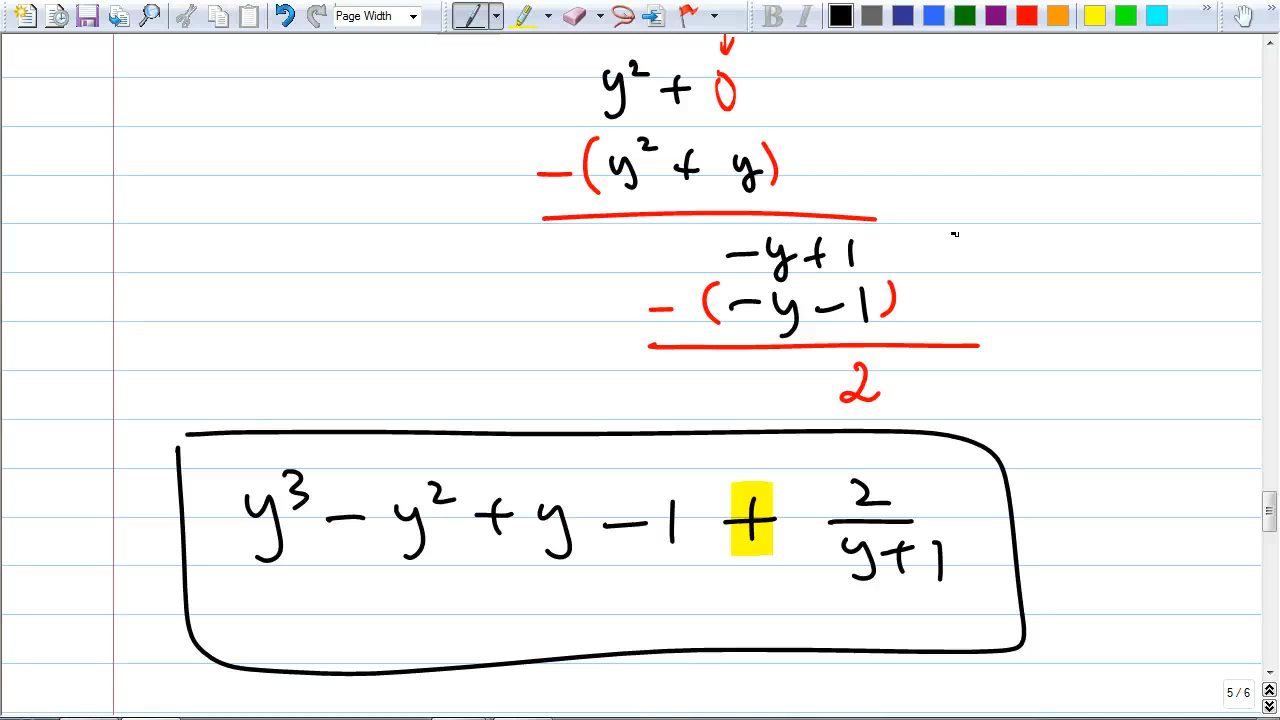 Page Width
B I
y² + 0
-(y² + y)
-y+1
-(-y-1)
2
y³ - y² + y - 1 + 2/(y+1)
5/6